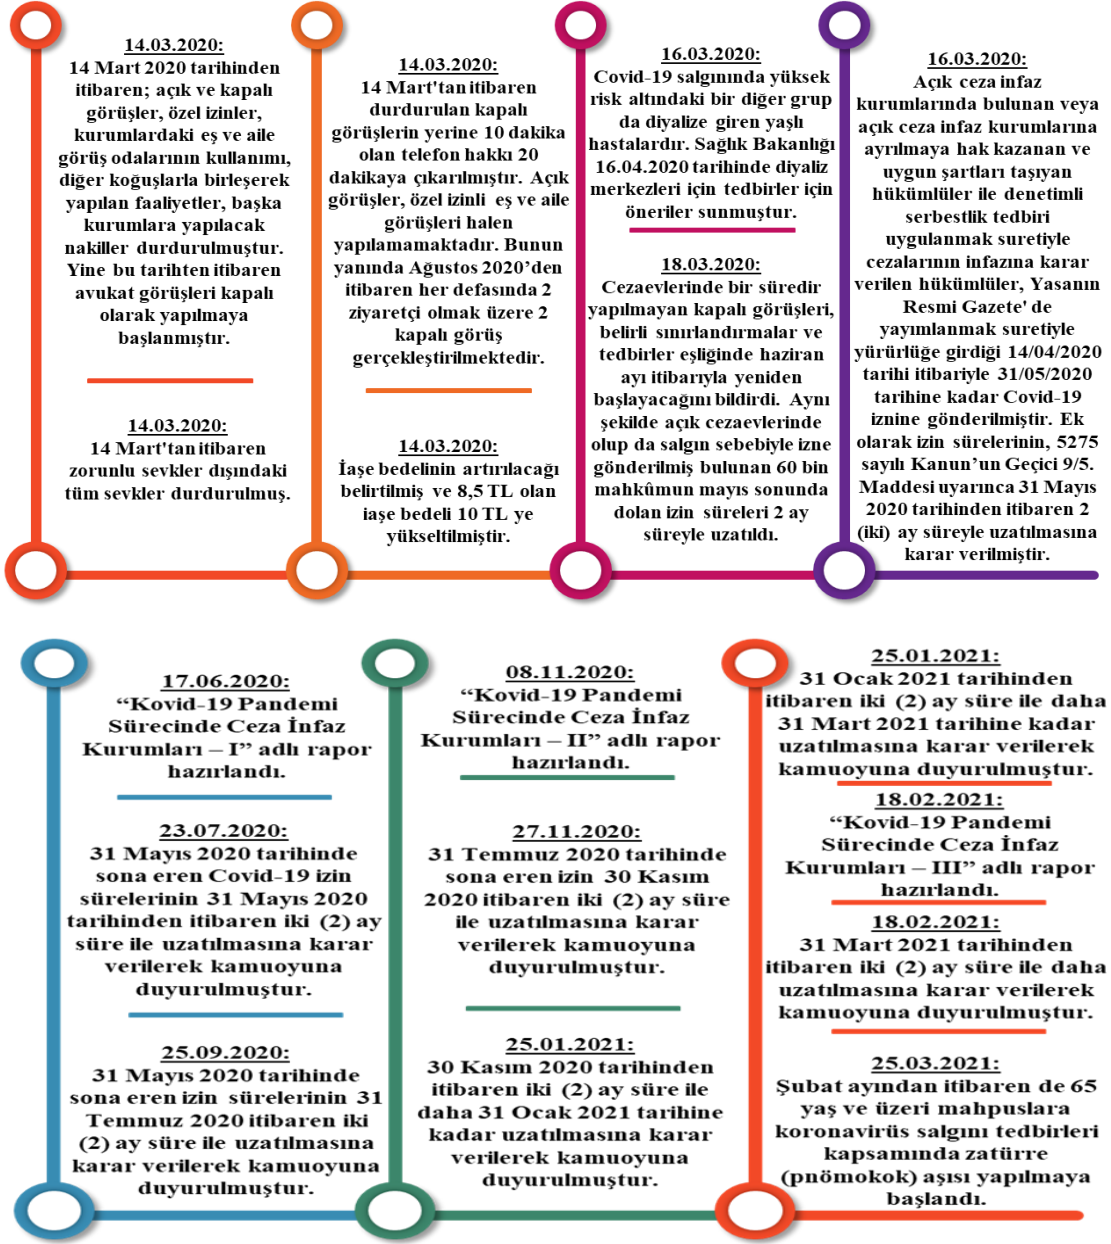 14.03.2020:
14 Mart 2020 tarihinden
itibaren; açık ve kapalı
görüşler, özel izinler,
kurumlardaki eş ve aile
görüş odalarının kullanımı,
diğer koğuşlarla birleşerek
yapılan faaliyetler, başka
kurumlara yapılacak
nakiller durdurulmuştur.
Yine bu tarihten itibaren
avukat görüşleri kapalı
olarak yapılmaya
başlanmıştır.
14.03.2020:
14 Mart'tan itibaren
zorunlu sevkler dışındaki
tüm sevkler durdurulmuş.
14.03.2020:
14 Mart'tan itibaren
durdurulan kapalı
görüşlerin yerine 10 dakika
olan telefon hakkı 20
dakikaya çıkarılmıştır. Açık
görüşler, özel izinli eş ve aile
görüşleri halen
yapılamamaktadır. Bunun
yanında Ağustos 2020'den
itibaren her defasında 2
ziyaretçi olmak üzere 2
kapalı görüş
gerçekleştirilmektedir.
14.03.2020:
İaşe bedelinin artırılacağı
belirtilmiş ve 8,5 TL olan
iaşe bedeli 10 TL ye
yükseltilmiştir.
16.03.2020:
Covid-19 salgınında yüksek
risk altındaki bir diğer grup
da diyalize giren yaşlı
hastalardır. Sağlık Bakanlığı
16.04.2020 tarihinde diyaliz
merkezleri için tedbirler için
öneriler sunmuştur.
18.03.2020:
Cezaevlerinde bir süredir
yapılmayan kapalı görüşleri,
belirli sınırlandırmalar ve
tedbirler eşliğinde haziran
ayı itibarıyla yeniden
başlayacağını bildirdi. Aynı
şekilde açık cezaevlerinde
olup da salgın sebebiyle izne
gönderilmiş bulunan 60 bin
mahkûmun mayıs sonunda
dolan izin süreleri 2 ay
süreyle uzatıldı.
16.03.2020:
Açık ceza infaz
kurumlarında bulunan veya
açık ceza infaz kurumlarına
ayrılmaya hak kazanan ve
uygun şartları taşıyan
hükümlüler ile denetimli
serbestlik tedbiri
uygulanmak suretiyle
cezalarının infazına karar
verilen hükümlüler, Yasanın
Resmi Gazete' de
yayımlanmak suretiyle
yürürlüğe girdiği 14/04/2020
tarihi itibariyle 31/05/2020
tarihine kadar Covid-19
iznine gönderilmiştir. Ek
olarak izin sürelerinin, 5275
sayılı Kanun'un Geçici 9/5.
Maddesi uyarınca 31 Mayıs
2020 tarihinden itibaren 2
(iki) ay süreyle uzatılmasına
karar verilmiştir.
17.06.2020:
“Kovid-19 Pandemi
Sürecinde Ceza İnfaz
Kurumları – I” adlı rapor
hazırlandı.
23.07.2020:
31 Mayıs 2020 tarihinde
sona eren Covid-19 izin
sürelerinin 31 Mayıs 2020
tarihinden itibaren iki (2) ay
süre ile uzatılmasına karar
verilerek kamuoyuna
duyurulmuştur.
25.09.2020:
31 Mayıs 2020 tarihinde
sona eren izin sürelerinin 31
Temmuz 2020 itibaren iki
(2) ay süre ile uzatılmasına
karar verilerek kamuoyuna
duyurulmuştur.
08.11.2020:
“Kovid-19 Pandemi
Sürecinde Ceza İnfaz
Kurumları – II” adlı rapor
hazırlandı.
27.11.2020:
31 Temmuz 2020 tarihinde
sona eren izin 30 Kasım
2020 itibaren iki (2) ay süre
ile uzatılmasına karar
verilerek kamuoyuna
duyurulmuştur.
25.01.2021:
30 Kasım 2020 tarihinden
itibaren iki (2) ay süre ile
daha 31 Ocak 2021 tarihine
kadar uzatılmasına karar
verilerek kamuoyuna
duyurulmuştur.
25.01.2021:
31 Ocak 2021 tarihinden
itibaren iki (2) ay süre ile daha
31 Mart 2021 tarihine kadar
uzatılmasına karar verilerek
kamuoyuna duyurulmuştur.
18.02.2021:
“Kovid-19 Pandemi
Sürecinde Ceza İnfaz
Kurumları – III” adlı rapor
hazırlandı.
18.02.2021:
31 Mart 2021 tarihinden
itibaren iki (2) ay süre ile daha
uzatılmasına karar verilerek
kamuoyuna duyurulmuştur.
25.03.2021:
Şubat ayından itibaren de 65
yaş ve üzeri mahpuslara
koronavirüs salgını tedbirleri
kapsamında zatürre
(pnömokok) aşısı yapılmaya
başlandı.